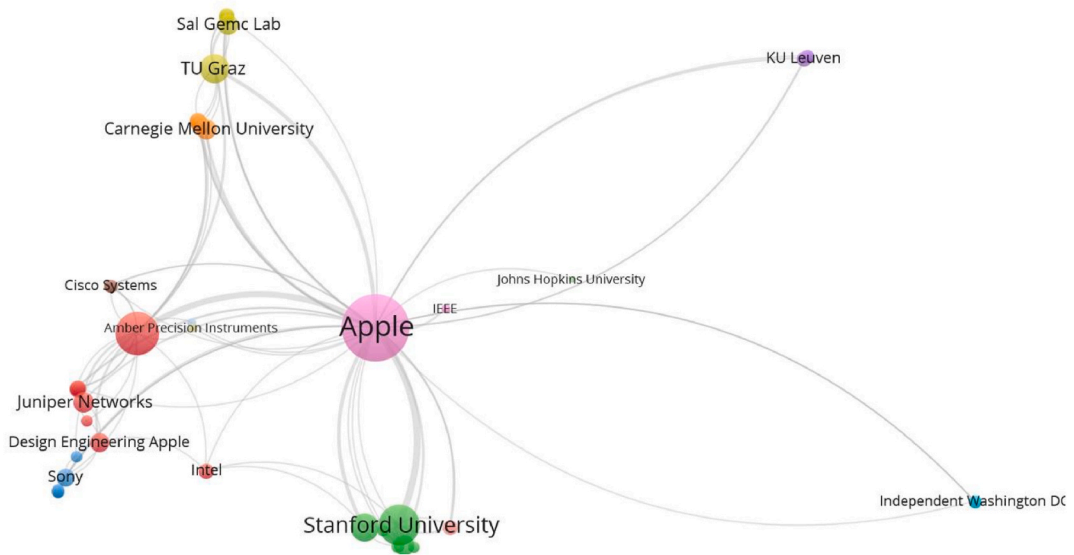 Sal Gemc Lab
TU Graz
KU Leuven
Carnegie Mellon University
Cisco Systems
Johns Hopkins University
IEEE
Amber Precision Instruments
Apple
Juniper Networks
Design Engineering Apple
Sony
Intel
Stanford University
Independent Washington DC